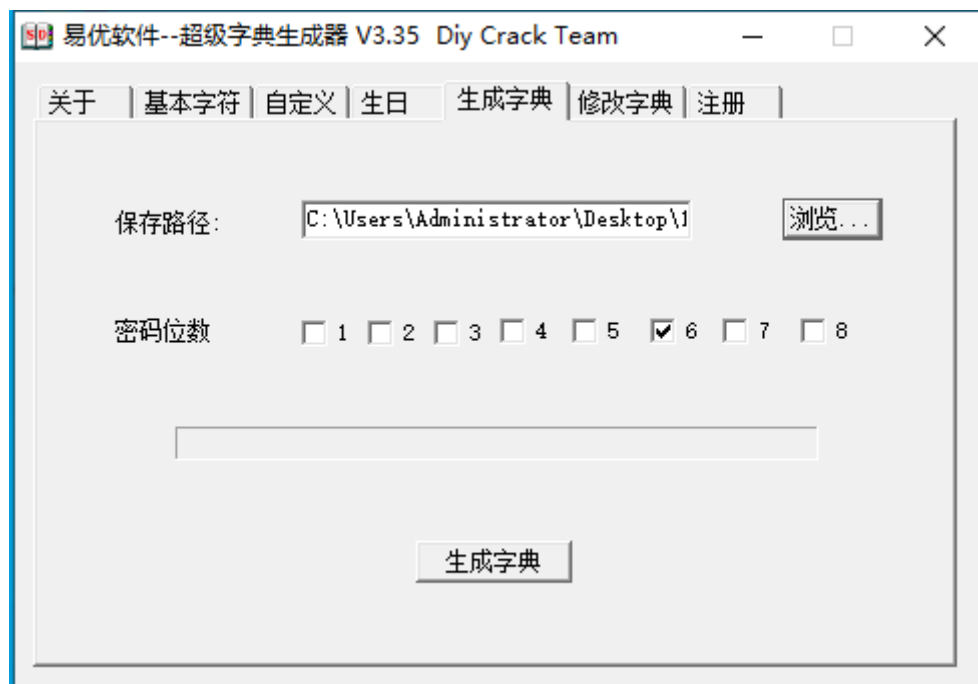 易优软件--超级字典生成器 V3.35 Diy Crack Team
关于 基本字符 自定义 生日 生成字典 修改字典 注册
保存路径: C:\Users\Administrator\Desktop\1 浏览...
密码位数 1 2 3 4 5 6 7 8
生成字典